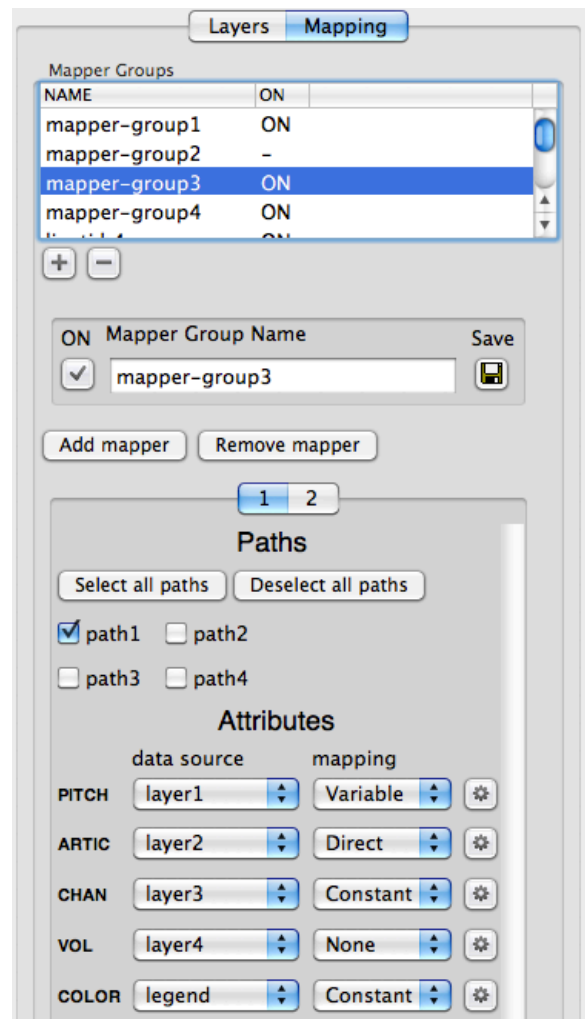 Layers Mapping
Mapper Groups
NAME ON
mapper-group1 ON
mapper-group2 -
mapper-group3 ON
mapper-group4 ON
ON Mapper Group Name Save
mapper-group3
Add mapper Remove mapper
1 2
Paths
Select all paths Deselect all paths
path1 path2
path3 path4
Attributes
data source mapping
PITCH layer1 Variable
ARTIC layer2 Direct
CHAN layer3 Constant
VOL layer4 None
COLOR legend Constant